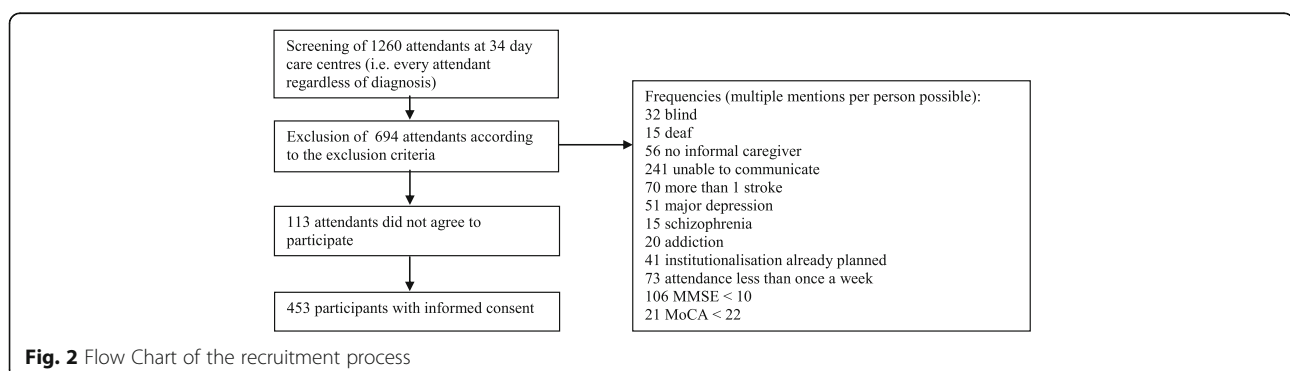 Screening of 1260 attendants at 34 day
care centres (i.e. every attendant
regardless of diagnosis)
Exclusion of 694 attendants according
to the exclusion criteria
113 attendants did not agree to
participate
453 participants with informed consent
Frequencies (multiple mentions per person possible):
32 blind
15 deaf
56 no informal caregiver
241 unable to communicate
70 more than 1 stroke
51 major depression
15 schizophrenia
20 addiction
41 institutionalisation already planned
73 attendance less than once a week
106 MMSE < 10
21 MoCA < 22
Fig. 2 Flow Chart of the recruitment process